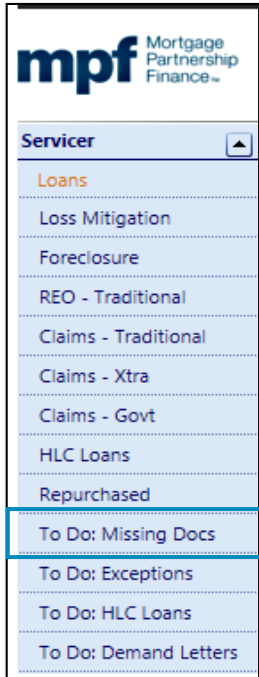 mpf Mortgage
Partnership
Finance™
Servicer
Loans
Loss Mitigation
Foreclosure
REO - Traditional
Claims - Traditional
Claims - Xtra
Claims - Govt
HLC Loans
Repurchased
To Do: Missing Docs
To Do: Exceptions
To Do: HLC Loans
To Do: Demand Letters